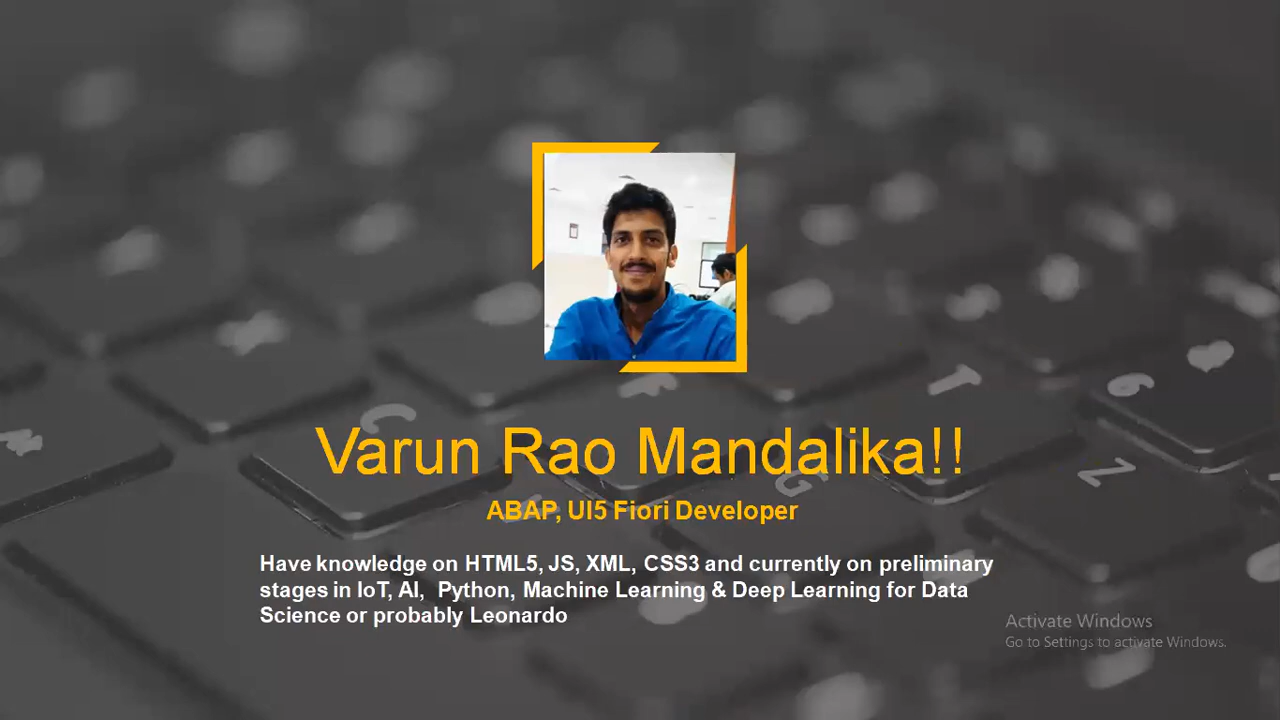 Varun Rao Mandalika!!
ABAP, UI5 Fiori Developer
Have knowledge on HTML5, JS, XML, CSS3 and currently on preliminary
stages in IoT, AI,  Python, Machine Learning & Deep Learning for Data
Science or probably Leonardo
Activate Windows
Go to Settings to activate Windows.
C
F
G
1
6
Z
M